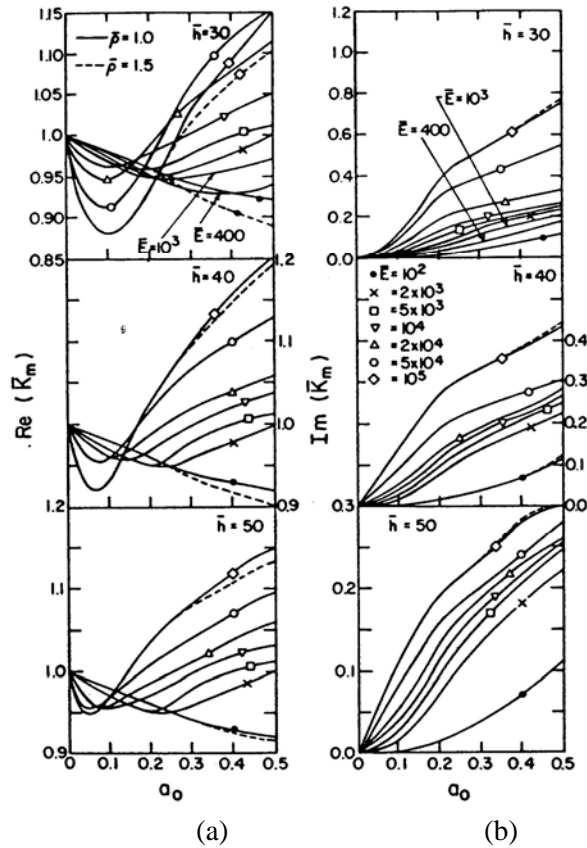 1.15
1.10
1.05
1.0
0.95
0.90
0.85
ρ̄ = 1.0
ρ̄ = 1.5
h̄ = 30
Ē=10³
Ē=400
h̄ = 40
1.2
1.1
1.0
0.9
Re (K̄m)
1.2
1.1
1.0
0.9
h̄ = 50
0
0.1
0.2
0.3
0.4
0.5
a₀
(a)
1.2
1.0
0.8
0.6
0.4
0.2
0.0
h̄ = 30
Ē=10³
Ē=400
h̄ = 40
Ē = 10²
= 2x10³
= 5x10³
= 10⁴
= 2x10⁴
= 5x10⁴
= 10⁵
0.4
0.3
0.2
0.1
0.0
Im (K̄m)
0.3
0.2
0.1
0.0
h̄ = 50
0
0.1
0.2
0.3
0.4
0.5
a₀
(b)